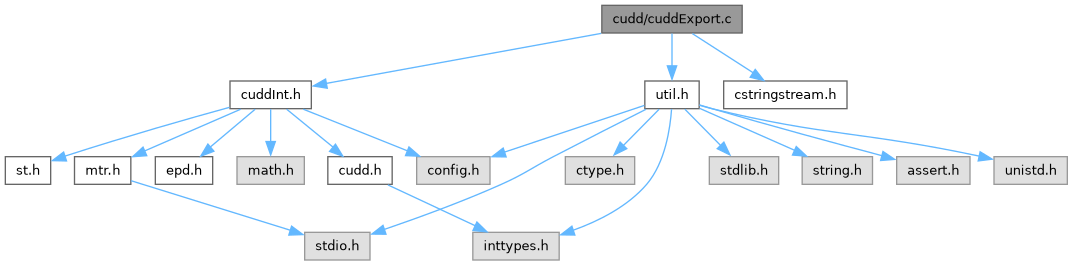 cudd/cuddExport.c
cuddInt.h
util.h
cstringstream.h
st.h
mtr.h
epd.h
math.h
cudd.h
config.h
ctype.h
stdlib.h
string.h
assert.h
unistd.h
stdio.h
inttypes.h